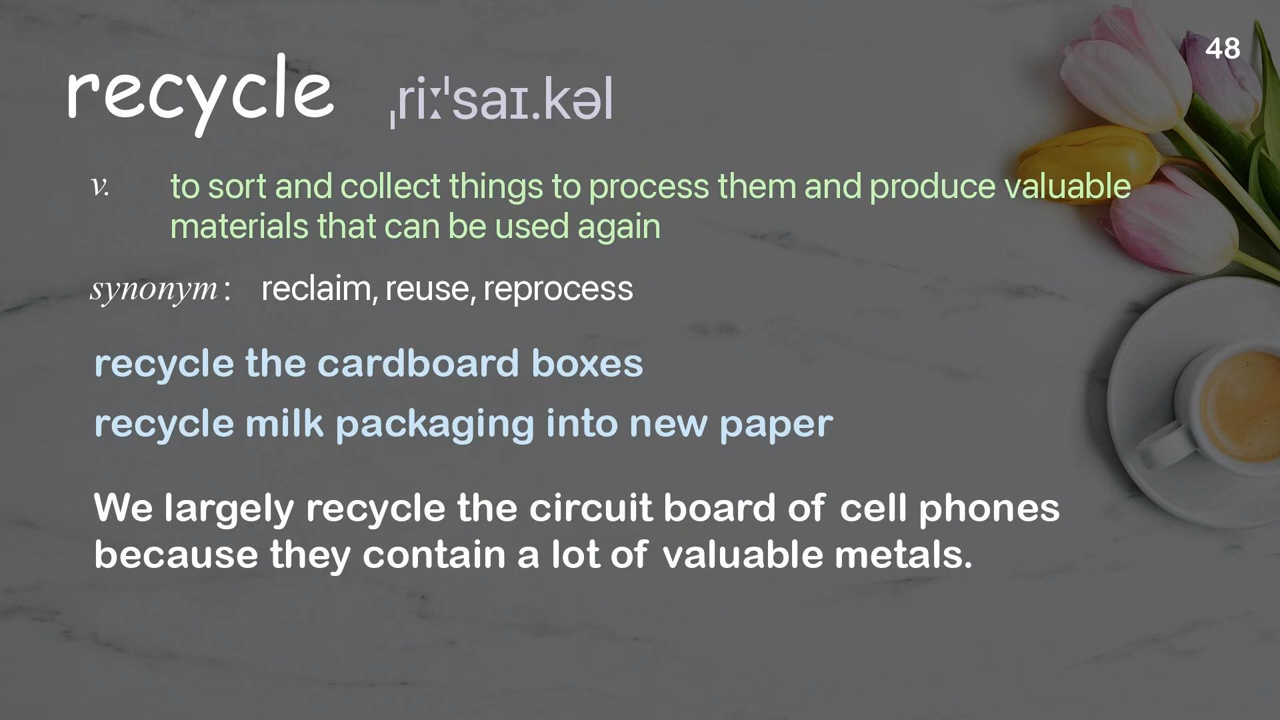 48
recycle ˌriːˈsaɪ.kəl
v. to sort and collect things to process them and produce valuable
materials that can be used again
synonym : reclaim, reuse, reprocess
recycle the cardboard boxes
recycle milk packaging into new paper
We largely recycle the circuit board of cell phones
because they contain a lot of valuable metals.